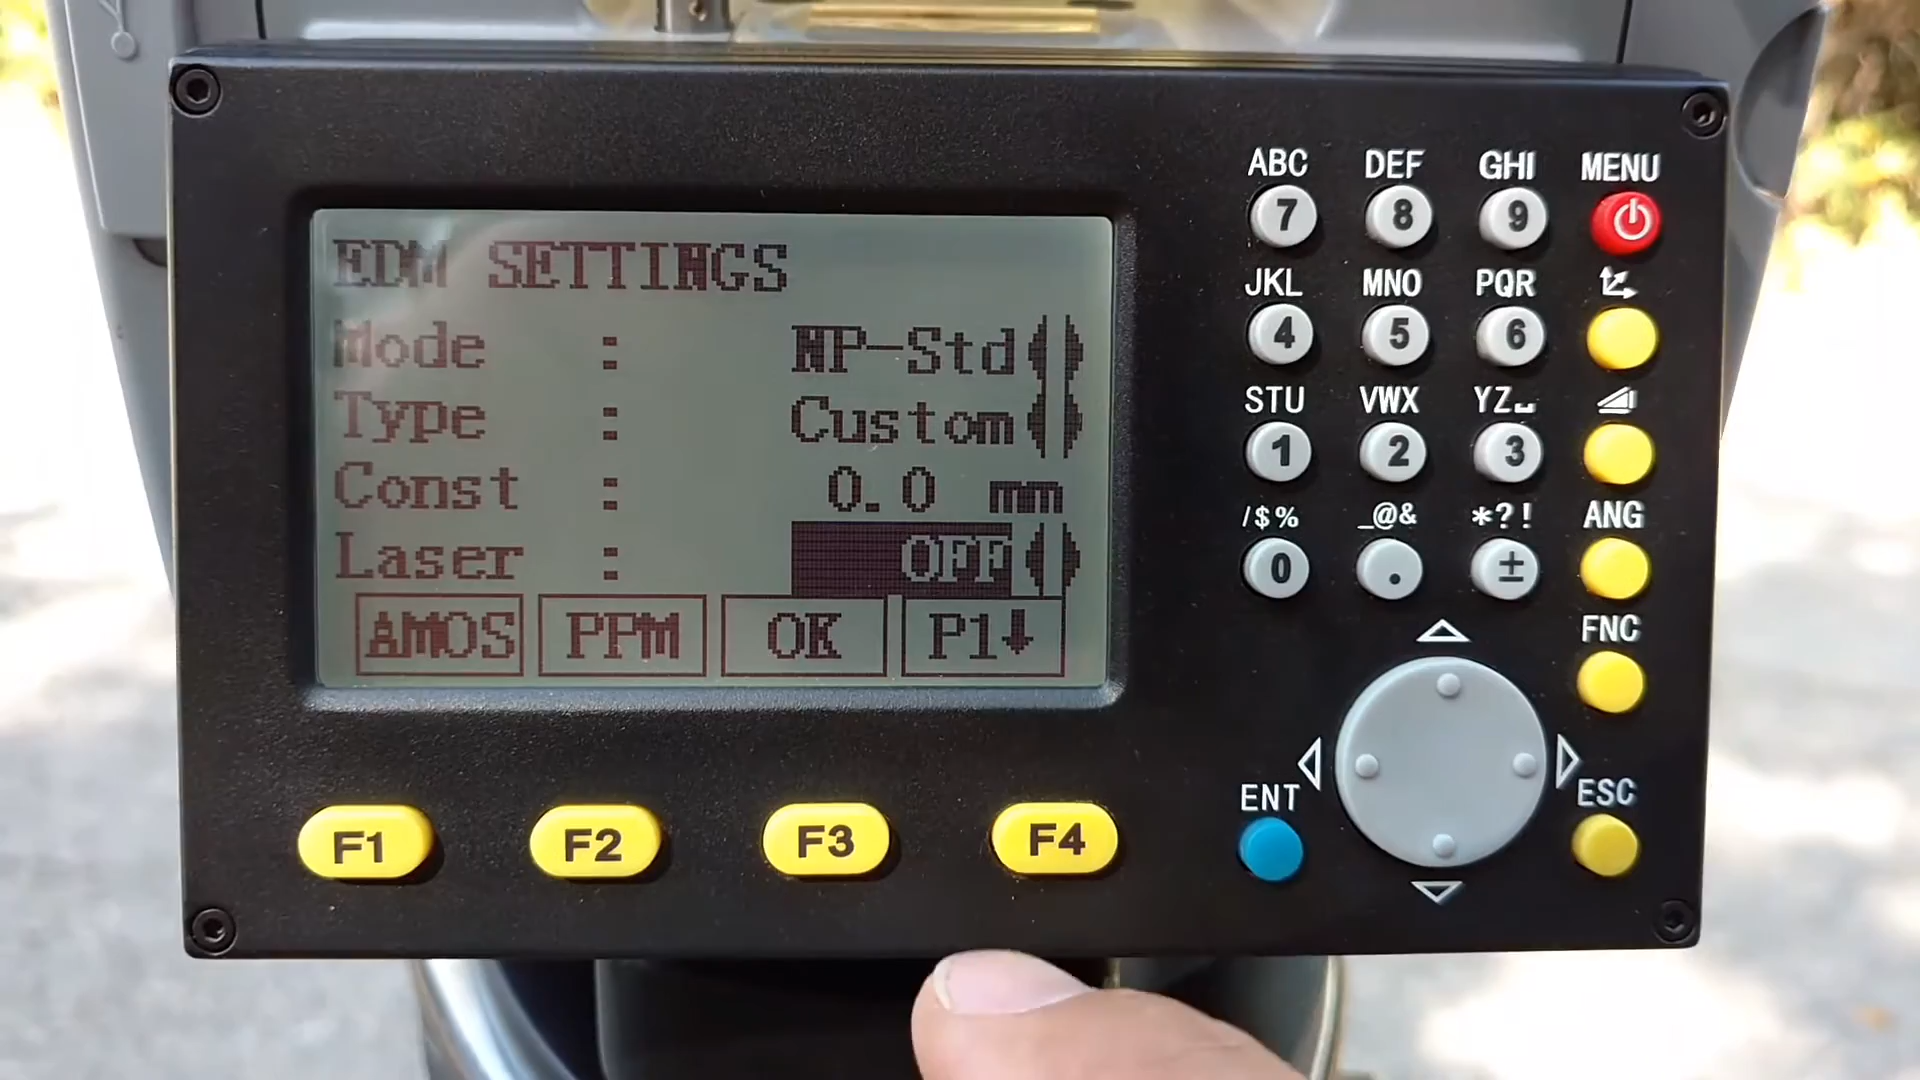 EDM SETTINGS
Mode : NP-Std
Type : Custom
Const : 0.0 mm
Laser : OFF
AMOS PPM OK P1↓
F1 F2 F3 F4
ABC DEF GHI MENU
7 8 9
JKL MNO PQR
4 5 6
STU VWX YZ␣
1 2 3
/$% _@& *?! ANG
0 . ±
FNC
ENT ESC